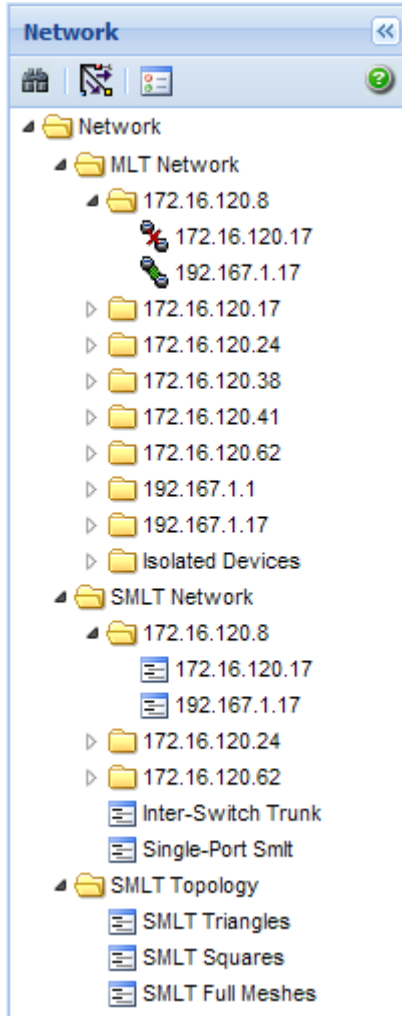 Network
Network
MLT Network
172.16.120.8
172.16.120.17
192.167.1.17
172.16.120.17
172.16.120.24
172.16.120.38
172.16.120.41
172.16.120.62
192.167.1.1
192.167.1.17
Isolated Devices
SMLT Network
172.16.120.8
172.16.120.17
192.167.1.17
172.16.120.24
172.16.120.62
Inter-Switch Trunk
Single-Port Smlt
SMLT Topology
SMLT Triangles
SMLT Squares
SMLT Full Meshes